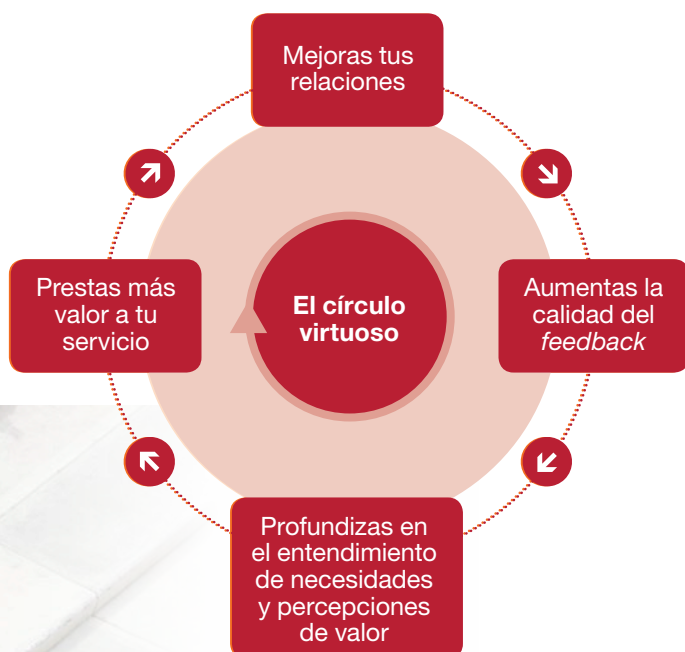 Mejoras tus
relaciones
Prestas más
valor a tu
servicio
El círculo
virtuoso
Aumentas la
calidad del
feedback
Profundizas en
el entendimiento
de necesidades
y percepciones
de valor